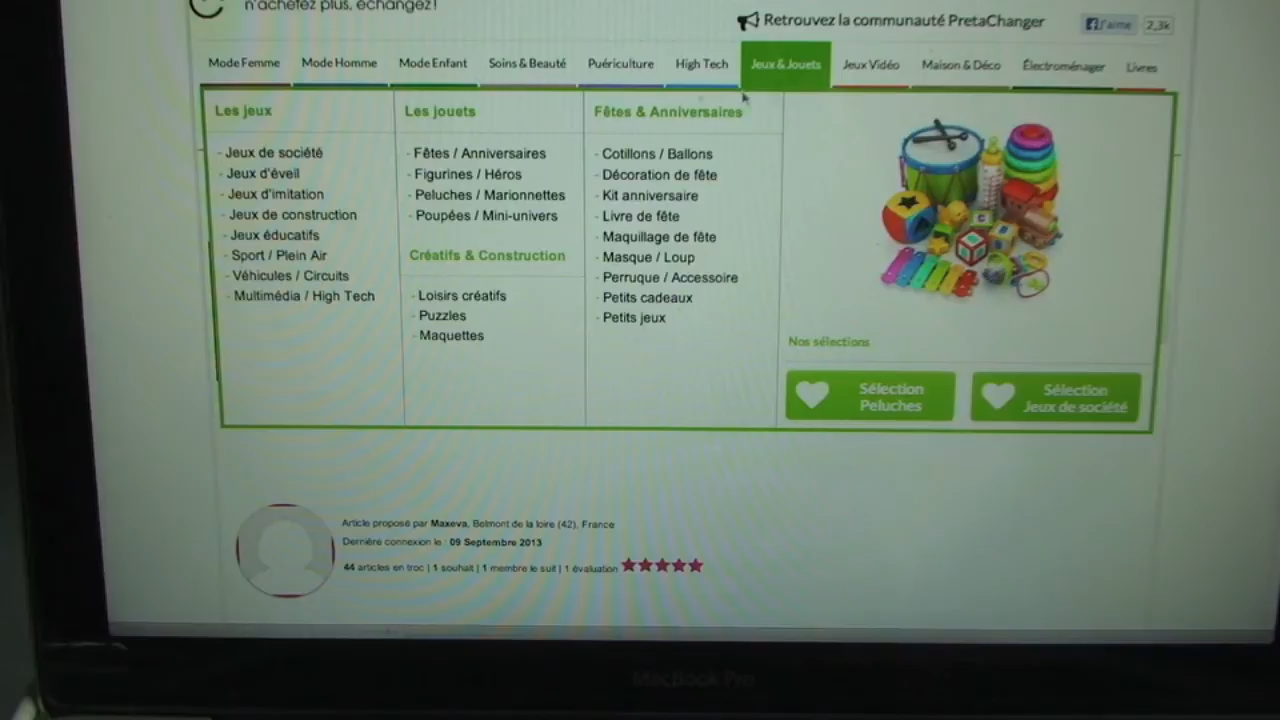 n'achetez plus, échangez!
Retrouvez la communauté PretaChanger
J'aime 2,3k
Mode Femme Mode Homme Mode Enfant Soins & Beauté Puériculture High Tech Jeux & Jouets Jeux Vidéo Maison & Déco Électroménager Livres
Les jeux
- Jeux de société
- Jeux d'éveil
- Jeux d'imitation
- Jeux de construction
- Jeux éducatifs
- Sport / Plein Air
- Véhicules / Circuits
- Multimédia / High Tech
Les jouets
- Fêtes / Anniversaires
- Figurines / Héros
- Peluches / Marionnettes
- Poupées / Mini-univers
Créatifs & Construction
- Loisirs créatifs
- Puzzles
- Maquettes
Fêtes & Anniversaires
- Cotillons / Ballons
- Décoration de fête
- Kit anniversaire
- Livre de fête
- Maquillage de fête
- Masque / Loup
- Perruque / Accessoire
- Petits cadeaux
- Petits jeux
Nos sélections
Sélection
Peluches
Sélection
Jeux de société
Article proposé par Maxeva, Belmont de la loire (42), France
Dernière connexion le : 09 Septembre 2013
44 articles en troc | 1 souhait | 1 membre le suit | 1 évaluation
MacBook Pro